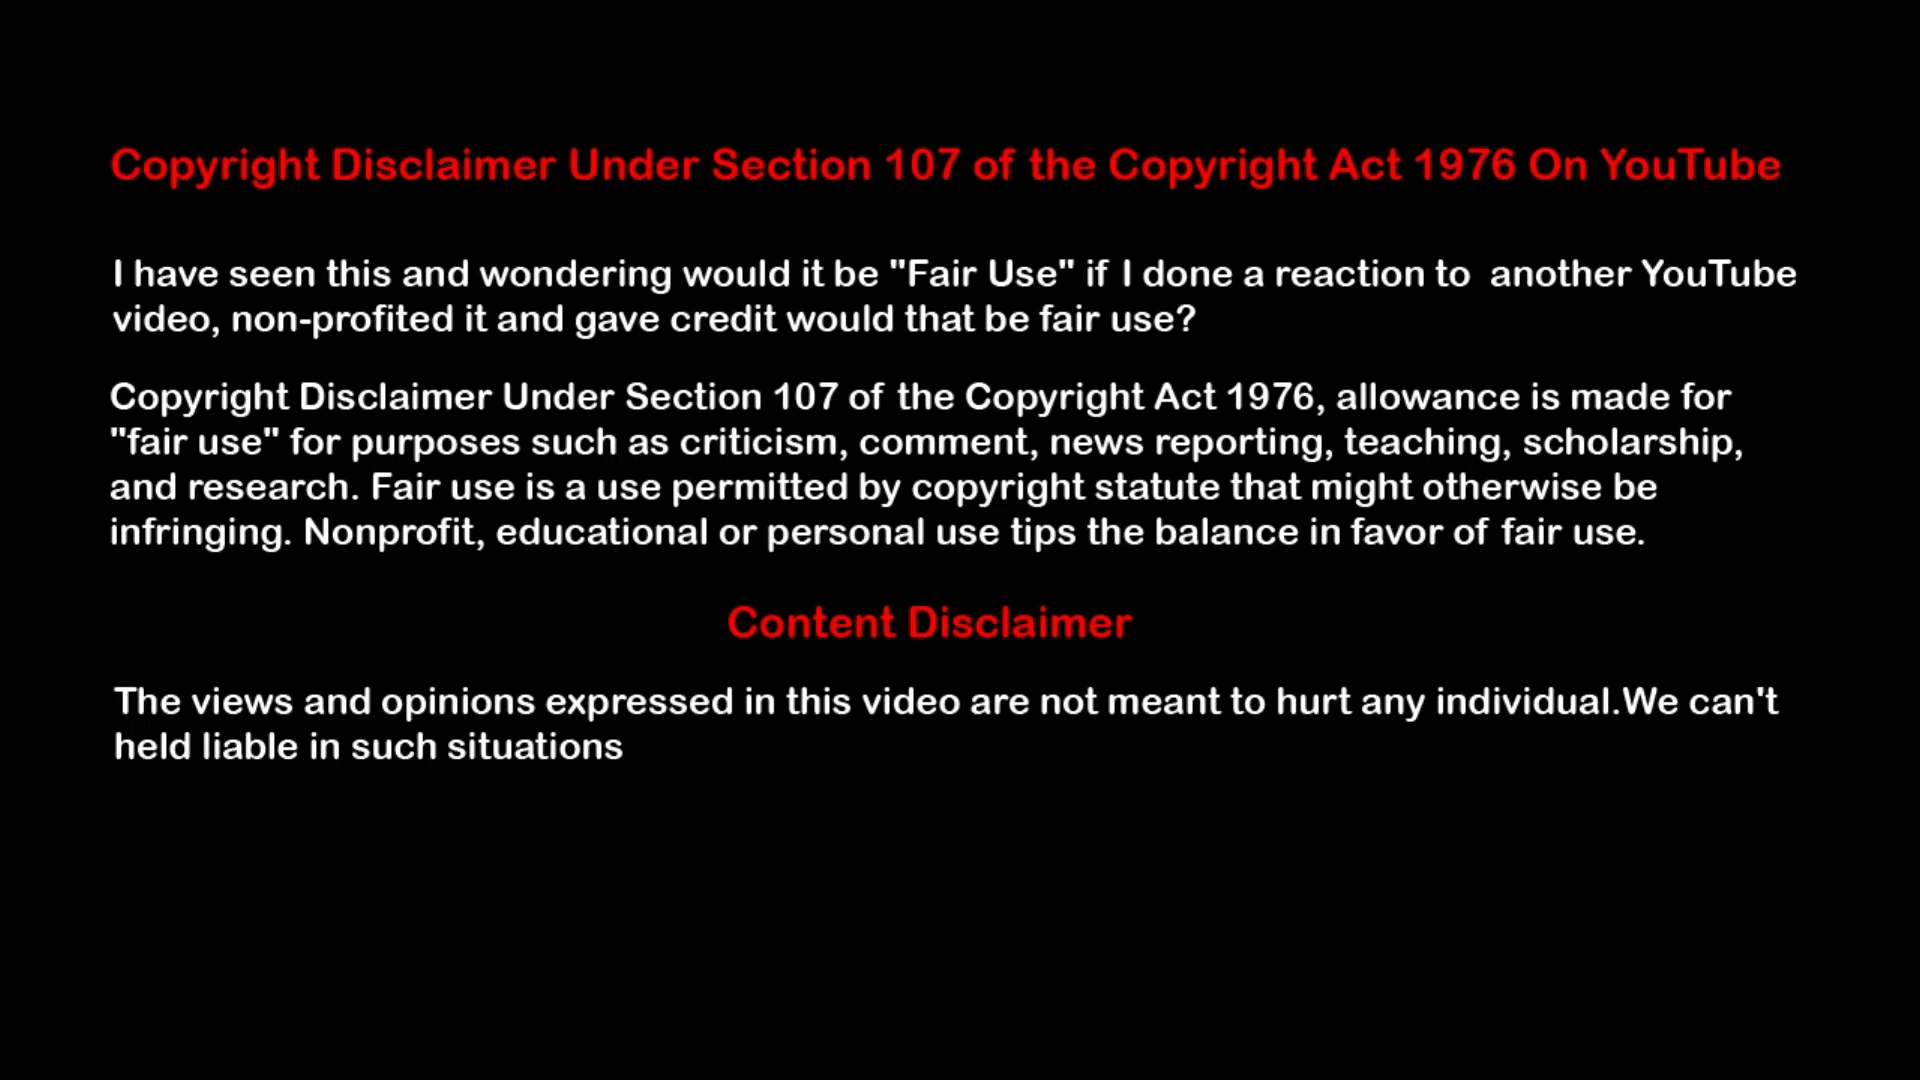 Copyright Disclaimer Under Section 107 of the Copyright Act 1976 On YouTube
I have seen this and wondering would it be "Fair Use" if I done a reaction to another YouTube
video, non-profited it and gave credit would that be fair use?
Copyright Disclaimer Under Section 107 of the Copyright Act 1976, allowance is made for
"fair use" for purposes such as criticism, comment, news reporting, teaching, scholarship,
and research. Fair use is a use permitted by copyright statute that might otherwise be
infringing. Nonprofit, educational or personal use tips the balance in favor of fair use.
Content Disclaimer
The views and opinions expressed in this video are not meant to hurt any individual.We can't
held liable in such situations